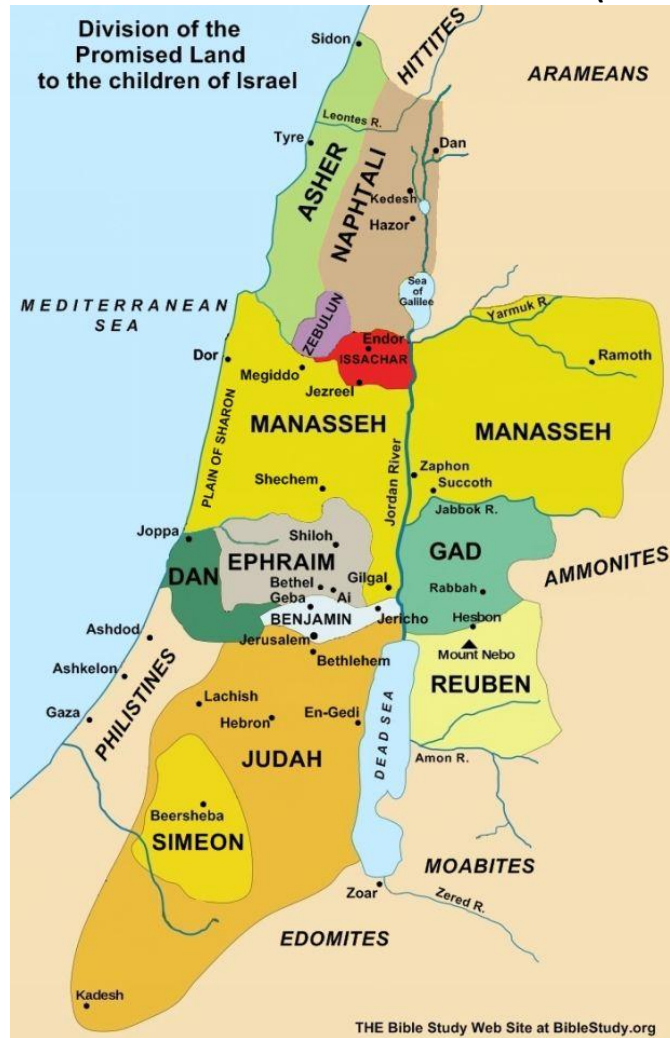 Division of the
Promised Land
to the children of Israel
Sidon
HITTITES
ARAMEANS
Leontes R.
Tyre
Dan
ASHER
NAPHTALI
Kedesh
Hazor
MEDITERRANEAN
SEA
Sea
of
Galilee
ZEBULUN
Yarmuk R.
Endor
ISSACHAR
Dor
Megiddo
Ramoth
Jezreel
PLAIN OF SHARON
MANASSEH
MANASSEH
Jordan River
Zaphon
Shechem
Succoth
Jabbok R.
Joppa
Shiloh
GAD
DAN
EPHRAIM
AMMONITES
Bethel
Ai
Gilgal
Rabbah
Geba
BENJAMIN
Jericho
Hesbon
Ashdod
Jerusalem
Mount Nebo
Bethlehem
Ashkelon
PHILISTINES
REUBEN
Lachish
Gaza
Hebron
En-Gedi
DEAD SEA
JUDAH
Arnon R.
Beersheba
SIMEON
MOABITES
Zoar
Zered R.
EDOMITES
Kadesh
THE Bible Study Web Site at BibleStudy.org